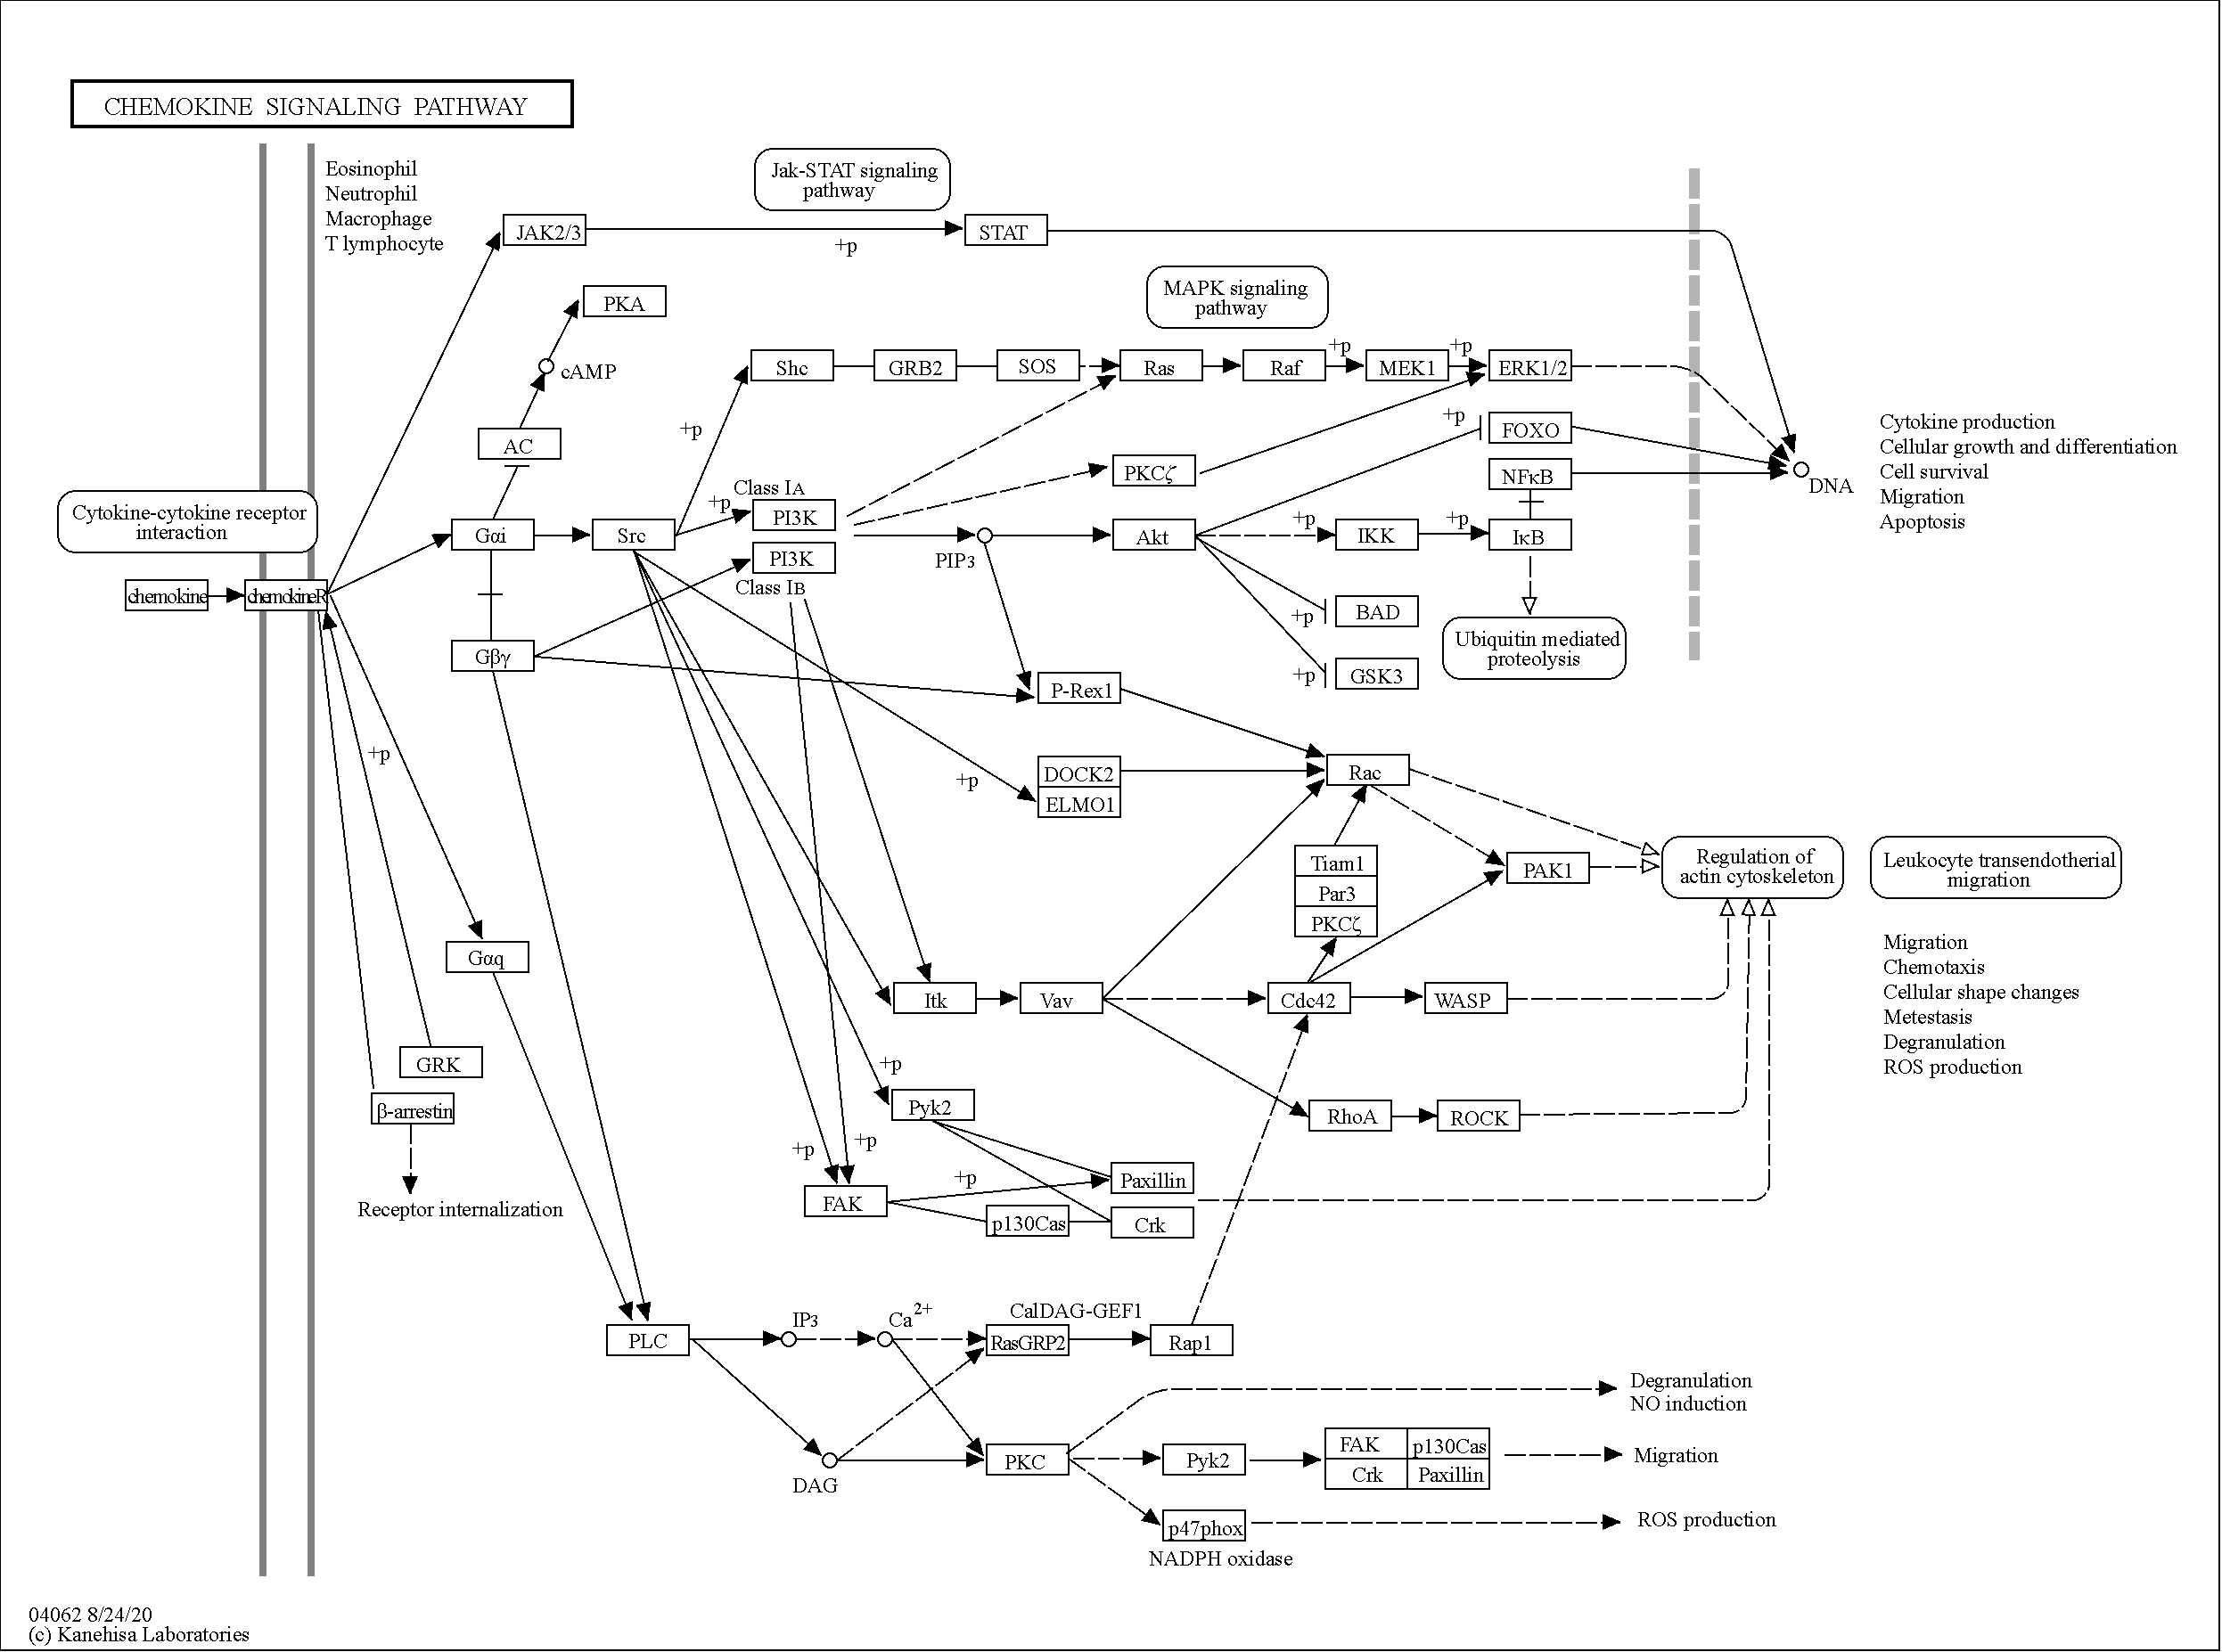 CHEMOKINE SIGNALING PATHWAY
Eosinophil
Neutrophil
Macrophage
T lymphocyte
Jak-STAT signaling
pathway
JAK2/3
+p
STAT
PKA
cAMP
AC
MAPK signaling
pathway
Shc
GRB2
SOS
Ras
Raf
+p
MEK1
+p
ERK1/2
+p
+p
FOXO
PKCζ
NFκB
DNA
Cytokine production
Cellular growth and differentiation
Cell survival
Migration
Apoptosis
Cytokine-cytokine receptor
interaction
chemokine
chemokineR
Gαi
Src
+p
Class IA
PI3K
PI3K
Class IB
PIP3
Akt
+p
IKK
+p
IκB
+p
BAD
+p
GSK3
Ubiquitin mediated
proteolysis
Gβγ
P-Rex1
+p
+p
DOCK2
ELMO1
Rac
Tiam1
Par3
PKCζ
PAK1
Regulation of
actin cytoskeleton
Leukocyte transendotherial
migration
Migration
Chemotaxis
Cellular shape changes
Metestasis
Degranulation
ROS production
Gαq
Itk
Vav
Cdc42
WASP
GRK
β-arrestin
Receptor internalization
+p
Pyk2
RhoA
ROCK
+p
+p
FAK
+p
Paxillin
p130Cas
Crk
PLC
IP3
Ca2+
CalDAG-GEF1
RasGRP2
Rap1
DAG
PKC
Degranulation
NO induction
Pyk2
FAK
p130Cas
Crk
Paxillin
Migration
p47phox
NADPH oxidase
ROS production
04062 8/24/20
(c) Kanehisa Laboratories